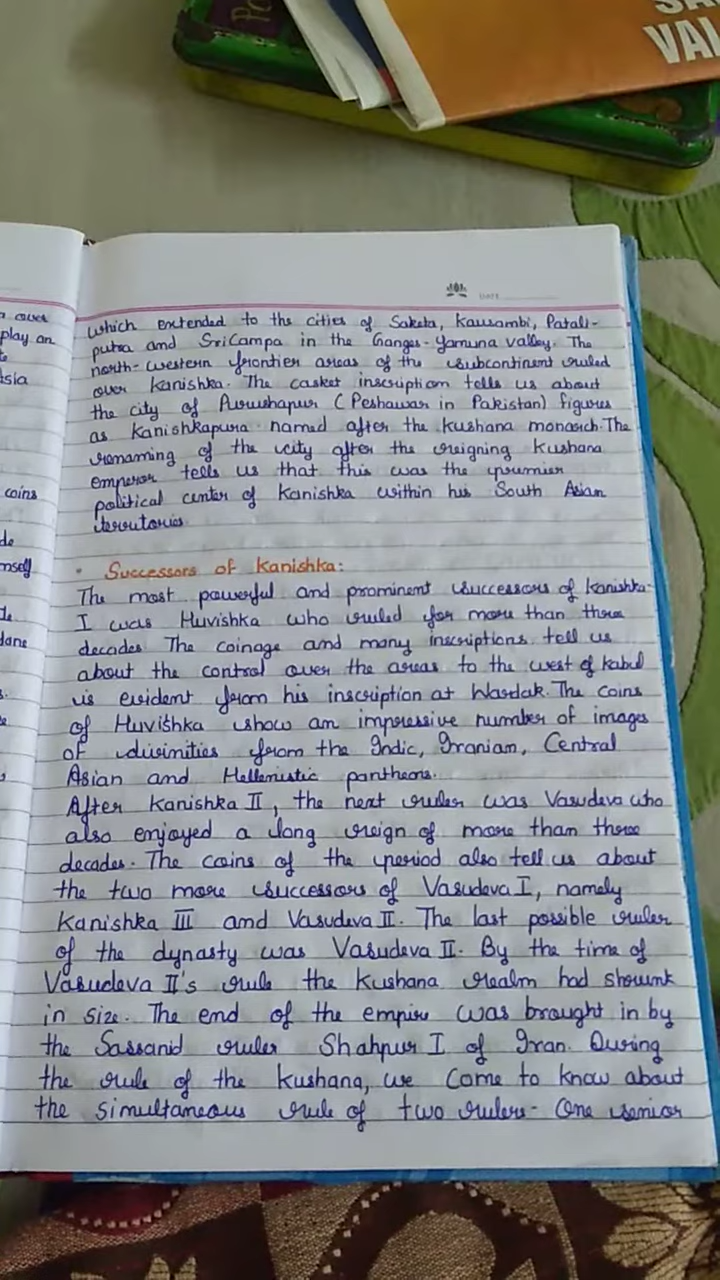 SA
VAL
DATE
n over
play an
to
Asia
coins
de
mself
dane
s.
which extended to the cities of Saketa, Kausambi, Patali-
putra and SriCampa in the Ganges-Yamuna valley. The
north-western frontier areas of the subcontinent ruled
over Kanishka. The casket inscription tells us about
the city of Purushapur (Peshawar in Pakistan) figures
as Kanishkapura named after the kushana monarch. The
renaming of the city after the reigning Kushana
emperor tells us that this was the premier
political center of Kanishka within his South Asian
territories
• Successors of Kanishka:
The most powerful and prominent successors of Kanishka-
I was Huvishka who ruled for more than three
decades The coinage and many inscriptions tell us
about the control over the areas to the west of kabul
is evident from his inscription at Wardak. The coins
of Huvishka show an impressive number of images
of divinities from the Indic, Iranian, Central
Asian and Hellenistic pantheons.
After Kanishka II, the next ruler was Vasudeva who
also enjoyed a long reign of more than three
decades. The coins of the period also tell us about
the two more successors of Vasudeva I, namely
Kanishka III and Vasudeva II. The last possible ruler
of the dynasty was Vasudeva II. By the time of
Vasudeva II's rule the Kushana realm had shrunk
in size. The end of the empire was brought in by
the Sassanid ruler Shahpur I of Iran. During
the rule of the kushana, we come to know about
the simultaneous rule of two rulers- One senior